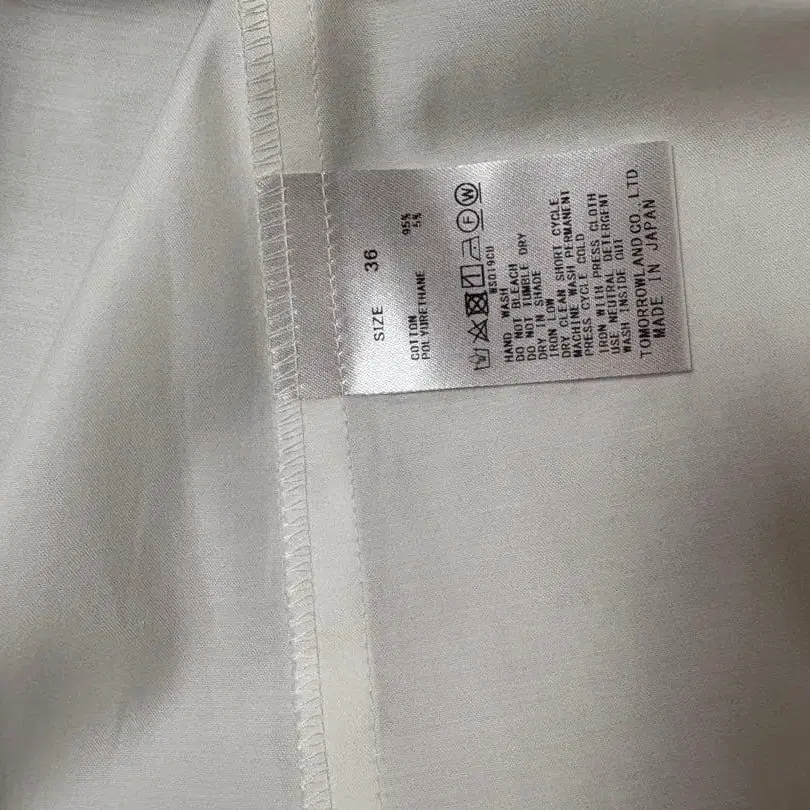 SIZE 36
COTTON 95%
POLYURETHANE 5%
F W
WS019CU
HAND WASH
DO NOT BLEACH
DO NOT TUMBLE DRY
DRY IN SHADE
IRON LOW
DRY CLEAN SHORT CYCLE
MACHINE WASH PERMANENT
PRESS CYCLE COLD
IRON WITH PRESS CLOTH
USE NEUTRAL DETERGENT
WASH INSIDE OUT
TOMORROWLAND CO., LTD.
MADE IN JAPAN